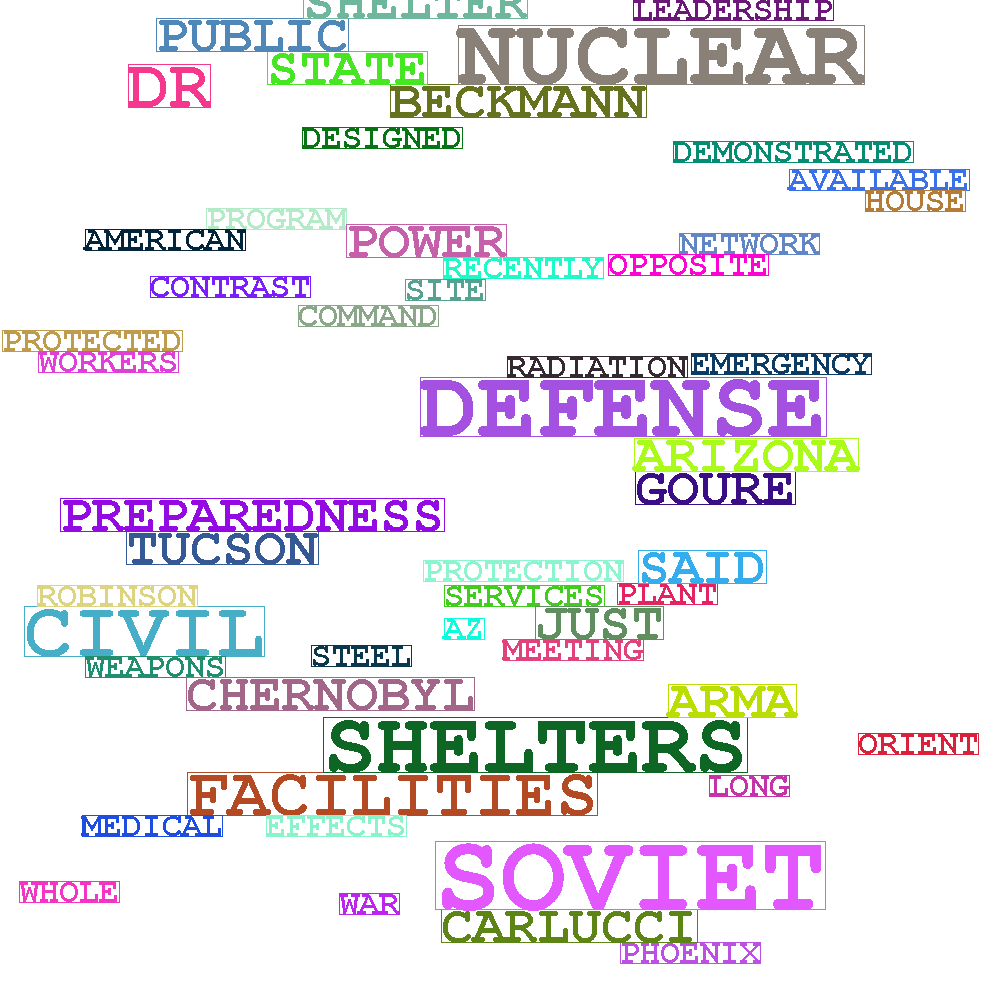 SHELTER
LEADERSHIP
PUBLIC
NUCLEAR
STATE
DR
BECKMANN
DESIGNED
DEMONSTRATED
AVAILABLE
HOUSE
PROGRAM
AMERICAN
POWER
NETWORK
RECENTLY
OPPOSITE
CONTRAST
SITE
COMMAND
PROTECTED
WORKERS
RADIATION
EMERGENCY
DEFENSE
ARIZONA
GOURE
PREPAREDNESS
TUCSON
PROTECTION
SAID
ROBINSON
SERVICES
PLANT
CIVIL
JUST
AZ
MEETING
STEEL
WEAPONS
CHERNOBYL
ARMA
SHELTERS
ORIENT
FACILITIES
LONG
MEDICAL
EFFECTS
SOVIET
WHOLE
WAR
CARLUCCI
PHOENIX